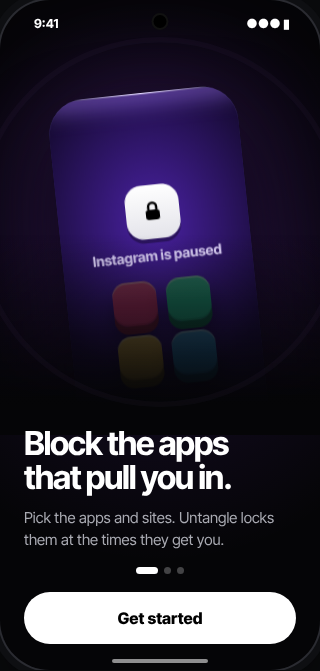 9:41
Instagram is paused
Block the apps
that pull you in.
Pick the apps and sites. Untangle locks
them at the times they get you.
Get started